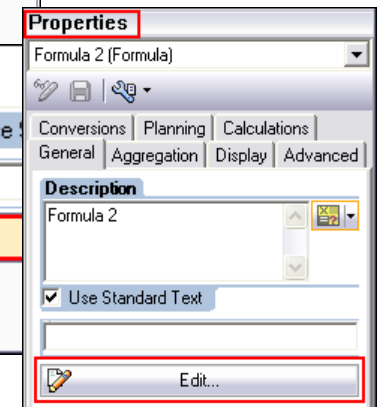 Properties
Formula 2 (Formula)
Conversions Planning Calculations
General Aggregation Display Advanced
Description
Formula 2
Use Standard Text
Edit...